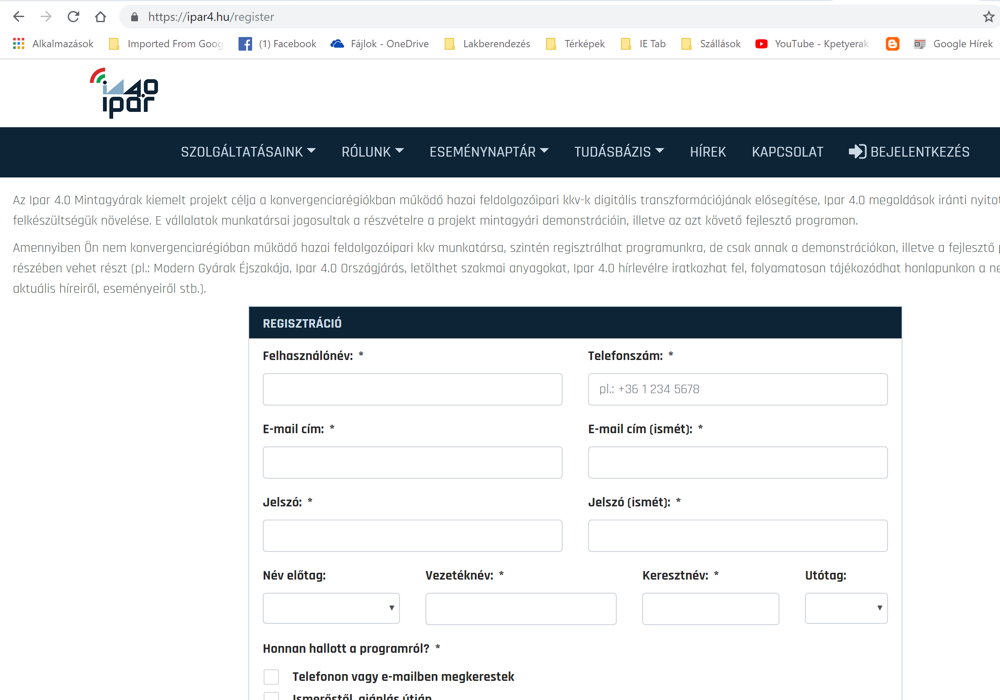 https://ipar4.hu/register
Alkalmazások Imported From Goog (1) Facebook Fájlok - OneDrive Lakberendezés Térképek IE Tab Szállások YouTube - Kpetyerak Google Hírek
i4.0
ipar
SZOLGÁLTATÁSAINK RÓLUNK ESEMÉNYNAPTÁR TUDÁSBÁZIS HÍREK KAPCSOLAT BEJELENTKEZÉS
Az Ipar 4.0 Mintagyárak kiemelt projekt célja a konvergenciarégiókban működő hazai feldolgozóipari kkv-k digitális transzformációjának elősegítése, Ipar 4.0 megoldások iránti
felkészültségük növelése. E vállalatok munkatársai jogosultak a részvételre a projekt mintagyári demonstrációin, illetve az azt követő fejlesztő programon.
Amennyiben Ön nem konvergenciarégióban működő hazai feldolgozóipari kkv munkatársa, szintén regisztrálhat programunkra, de csak annak a demonstrációkon, illetve a fejlesztő
részében vehet részt (pl.: Modern Gyárak Éjszakája, Ipar 4.0 Országjárás, letölthet szakmai anyagokat, Ipar 4.0 hírlevélre iratkozhat fel, folyamatosan tájékozódhat honlapunkon a
aktuális híreiről, eseményeiről stb.).
REGISZTRÁCIÓ
Felhasználónév: * Telefonszám: *
pl.: +36 1 234 5678
E-mail cím: * E-mail cím (ismét): *
Jelszó: * Jelszó (ismét): *
Név előtag: Vezetéknév: * Keresztnév: * Utótag:
Honnan hallott a programról? *
Telefonon vagy e-mailben megkerestek
Ismerőstől, ajánlás útján